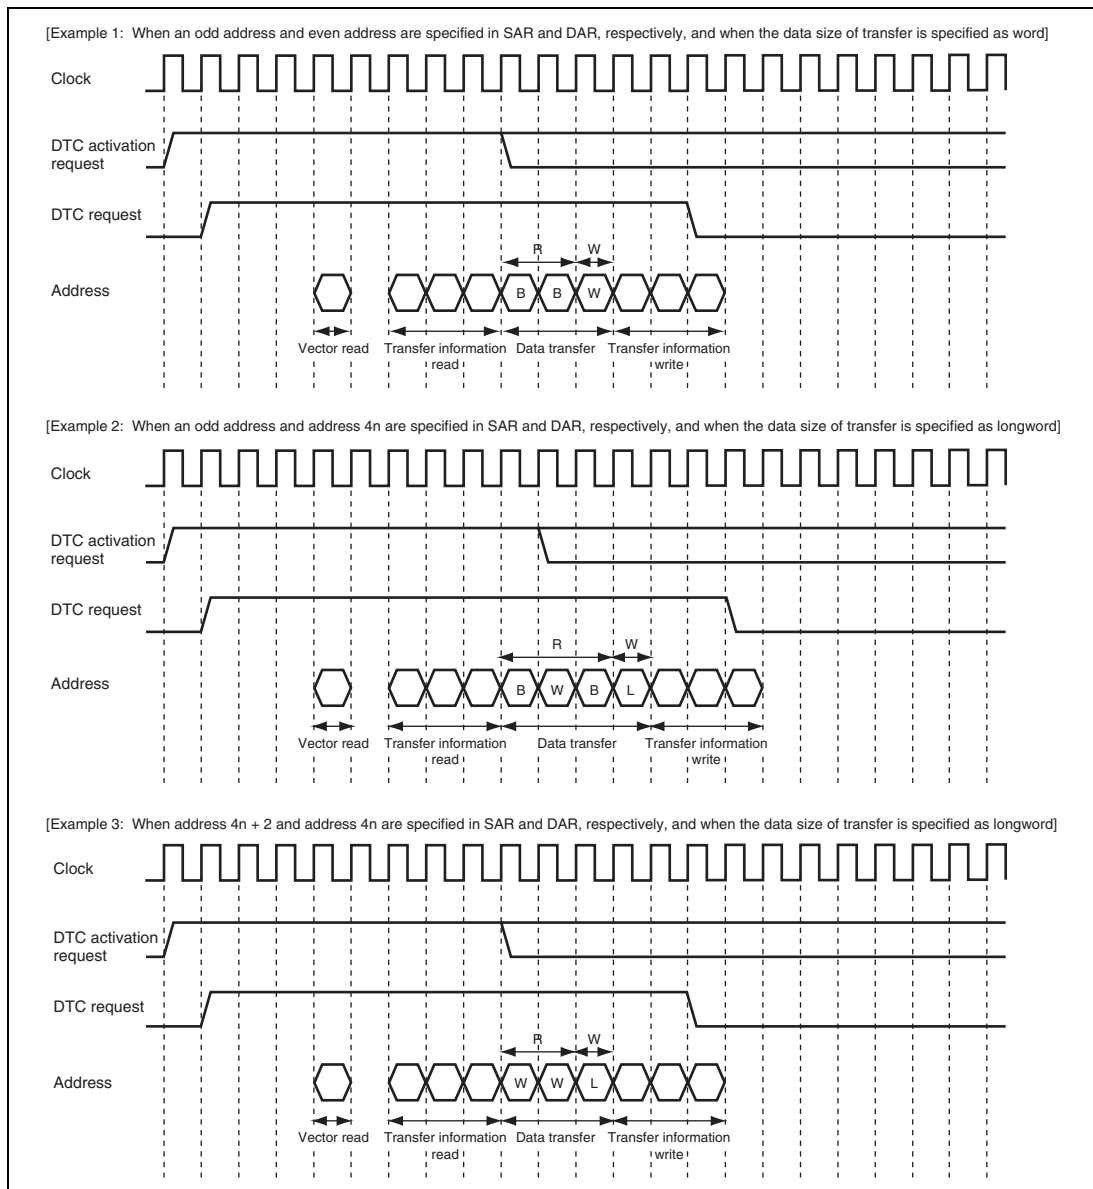 [Example 1: When an odd address and even address are specified in SAR and DAR, respectively, and when the data size of transfer is specified as word]
Clock
DTC activation
request
DTC request
R W
Address
B B W
Vector read Transfer information Data transfer Transfer information
read write
[Example 2: When an odd address and address 4n are specified in SAR and DAR, respectively, and when the data size of transfer is specified as longword]
Clock
DTC activation
request
DTC request
R W
Address
B W B L
Vector read Transfer information Data transfer Transfer information
read write
[Example 3: When address 4n + 2 and address 4n are specified in SAR and DAR, respectively, and when the data size of transfer is specified as longword]
Clock
DTC activation
request
DTC request
R W
Address
W W L
Vector read Transfer information Data transfer Transfer information
read write